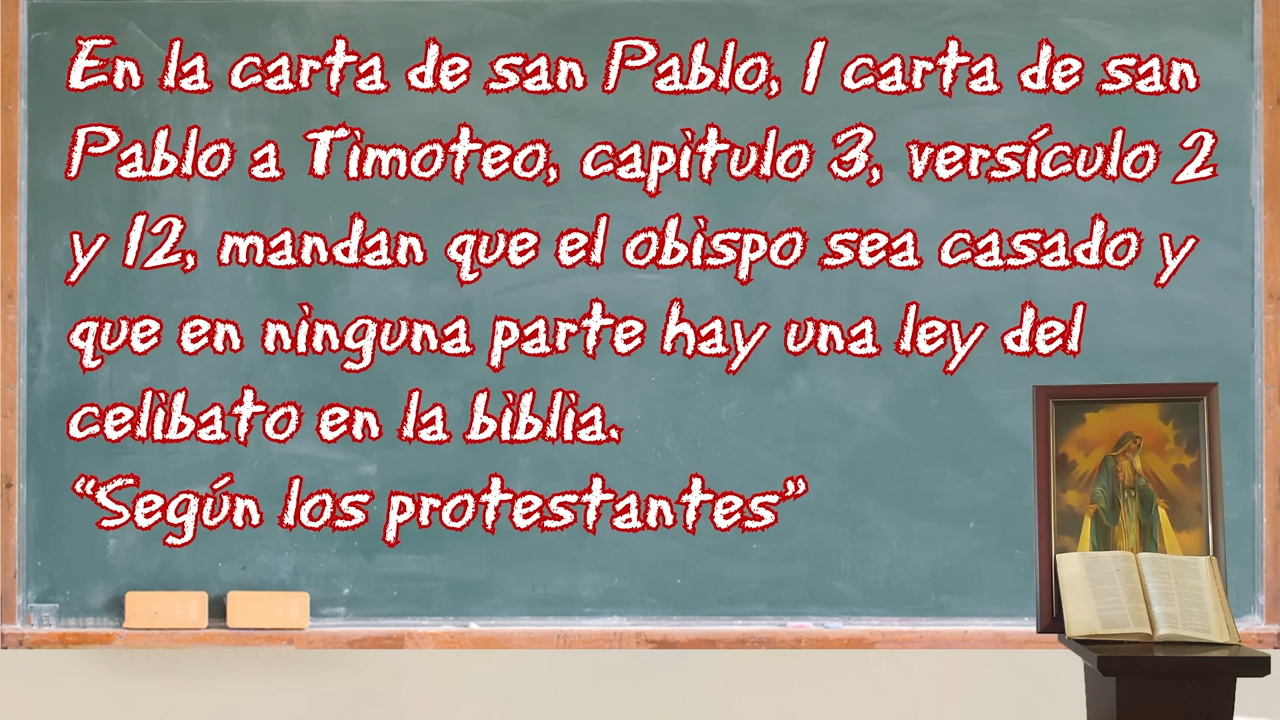 En la carta de san Pablo, 1 carta de san
Pablo a Timoteo, capitulo 3, versículo 2
y 12, mandan que el obispo sea casado y
que en ninguna parte hay una ley del
celibato en la biblia.
“Según los protestantes”